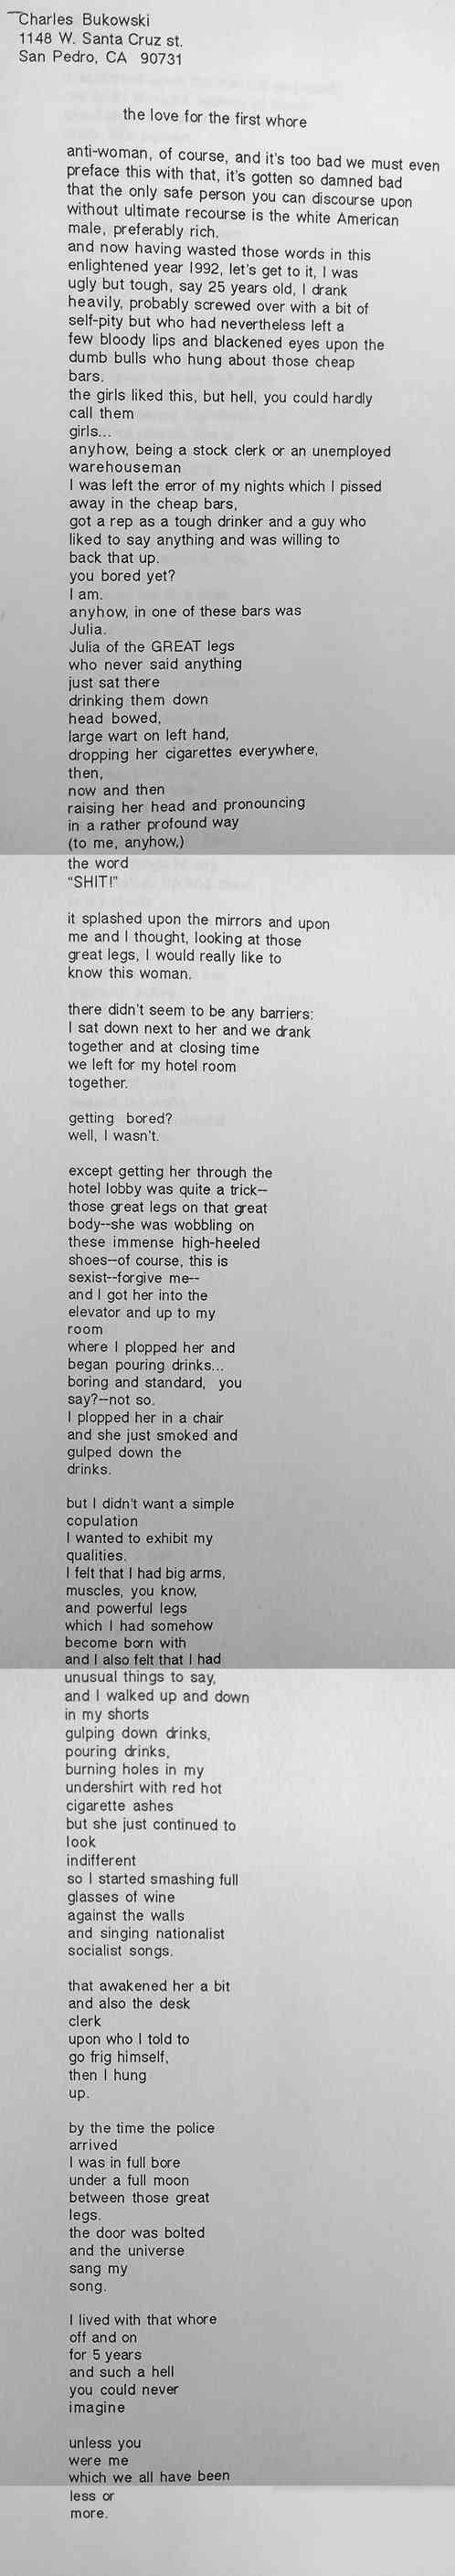 Charles Bukowski
1148 W. Santa Cruz st.
San Pedro, CA 90731
the love for the first whore
anti-woman, of course, and it's too bad we must even
preface this with that, it's gotten so damned bad
that the only safe person you can discourse upon
without ultimate recourse is the white American
male, preferably rich.
and now having wasted those words in this
enlightened year 1992, let's get to it, I was
ugly but tough, say 25 years old, I drank
heavily, probably screwed over with a bit of
self-pity but who had nevertheless left a
few bloody lips and blackened eyes upon the
dumb bulls who hung about those cheap
bars.
the girls liked this, but hell, you could hardly
call them
girls...
anyhow, being a stock clerk or an unemployed
warehouseman
I was left the error of my nights which I pissed
away in the cheap bars,
got a rep as a tough drinker and a guy who
liked to say anything and was willing to
back that up.
you bored yet?
I am.
anyhow, in one of these bars was
Julia.
Julia of the GREAT legs
who never said anything
just sat there
drinking them down
head bowed,
large wart on left hand,
dropping her cigarettes everywhere,
then,
now and then
raising her head and pronouncing
in a rather profound way
(to me, anyhow,)
the word
"SHIT!"
it splashed upon the mirrors and upon
me and I thought, looking at those
great legs, I would really like to
know this woman.
there didn't seem to be any barriers:
I sat down next to her and we drank
together and at closing time
we left for my hotel room
together.
getting bored?
well, I wasn't.
except getting her through the
hotel lobby was quite a trick--
those great legs on that great
body--she was wobbling on
these immense high-heeled
shoes--of course, this is
sexist--forgive me--
and I got her into the
elevator and up to my
room
where I plopped her and
began pouring drinks...
boring and standard, you
say?--not so.
I plopped her in a chair
and she just smoked and
gulped down the
drinks.
but I didn't want a simple
copulation
I wanted to exhibit my
qualities.
I felt that I had big arms,
muscles, you know,
and powerful legs
which I had somehow
become born with
and I also felt that I had
unusual things to say,
and I walked up and down
in my shorts
gulping down drinks,
pouring drinks,
burning holes in my
undershirt with red hot
cigarette ashes
but she just continued to
look
indifferent
so I started smashing full
glasses of wine
against the walls
and singing nationalist
socialist songs.
that awakened her a bit
and also the desk
clerk
upon who I told to
go frig himself,
then I hung
up.
by the time the police
arrived
I was in full bore
under a full moon
between those great
legs.
the door was bolted
and the universe
sang my
song.
I lived with that whore
off and on
for 5 years
and such a hell
you could never
imagine
unless you
were me
which we all have been
less or
more.